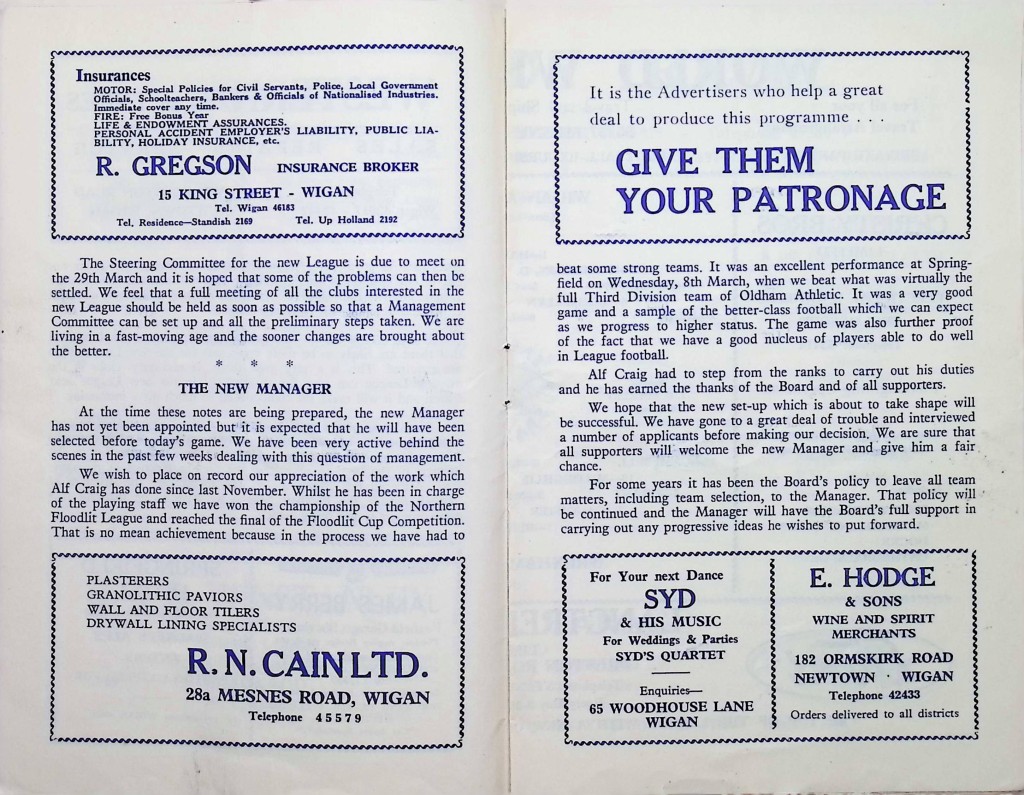 Insurances
MOTOR: Special Policies for Civil Servants, Police, Local Government
Officials, Schoolteachers, Bankers & Officials of Nationalised Industries.
Immediate cover any time.
FIRE: Free Bonus Year
LIFE & ENDOWMENT ASSURANCES.
PERSONAL ACCIDENT EMPLOYER'S LIABILITY, PUBLIC LIA-
BILITY, HOLIDAY INSURANCE, etc.
R. GREGSON INSURANCE BROKER
15 KING STREET - WIGAN
Tel. Wigan 46183
Tel. Residence—Standish 2169 Tel. Up Holland 2192
The Steering Committee for the new League is due to meet on
the 29th March and it is hoped that some of the problems can then be
settled. We feel that a full meeting of all the clubs interested in the
new League should be held as soon as possible so that a Management
Committee can be set up and all the preliminary steps taken. We are
living in a fast-moving age and the sooner changes are brought about
the better.
* * *
THE NEW MANAGER
At the time these notes are being prepared, the new Manager
has not yet been appointed but it is expected that he will have been
selected before today's game. We have been very active behind the
scenes in the past few weeks dealing with this question of management.
We wish to place on record our appreciation of the work which
Alf Craig has done since last November. Whilst he has been in charge
of the playing staff we have won the championship of the Northern
Floodlit League and reached the final of the Floodlit Cup Competition.
That is no mean achievement because in the process we have had to
PLASTERERS
GRANOLITHIC PAVIORS
WALL AND FLOOR TILERS
DRYWALL LINING SPECIALISTS
R. N. CAIN LTD.
28a MESNES ROAD, WIGAN
Telephone 45579
It is the Advertisers who help a great
deal to produce this programme . . .
GIVE THEM
YOUR PATRONAGE
beat some strong teams. It was an excellent performance at Spring-
field on Wednesday, 8th March, when we beat what was virtually the
full Third Division team of Oldham Athletic. It was a very good
game and a sample of the better-class football which we can expect
as we progress to higher status. The game was also further proof
of the fact that we have a good nucleus of players able to do well
in League football.
Alf Craig had to step from the ranks to carry out his duties
and he has earned the thanks of the Board and of all supporters.
We hope that the new set-up which is about to take shape will
be successful. We have gone to a great deal of trouble and interviewed
a number of applicants before making our decision. We are sure that
all supporters will welcome the new Manager and give him a fair
chance.
For some years it has been the Board's policy to leave all team
matters, including team selection, to the Manager. That policy will
be continued and the Manager will have the Board's full support in
carrying out any progressive ideas he wishes to put forward.
For Your next Dance
SYD
& HIS MUSIC
For Weddings & Parties
SYD'S QUARTET
Enquiries—
65 WOODHOUSE LANE
WIGAN
E. HODGE
& SONS
WINE AND SPIRIT
MERCHANTS
182 ORMSKIRK ROAD
NEWTOWN · WIGAN
Telephone 42433
Orders delivered to all districts